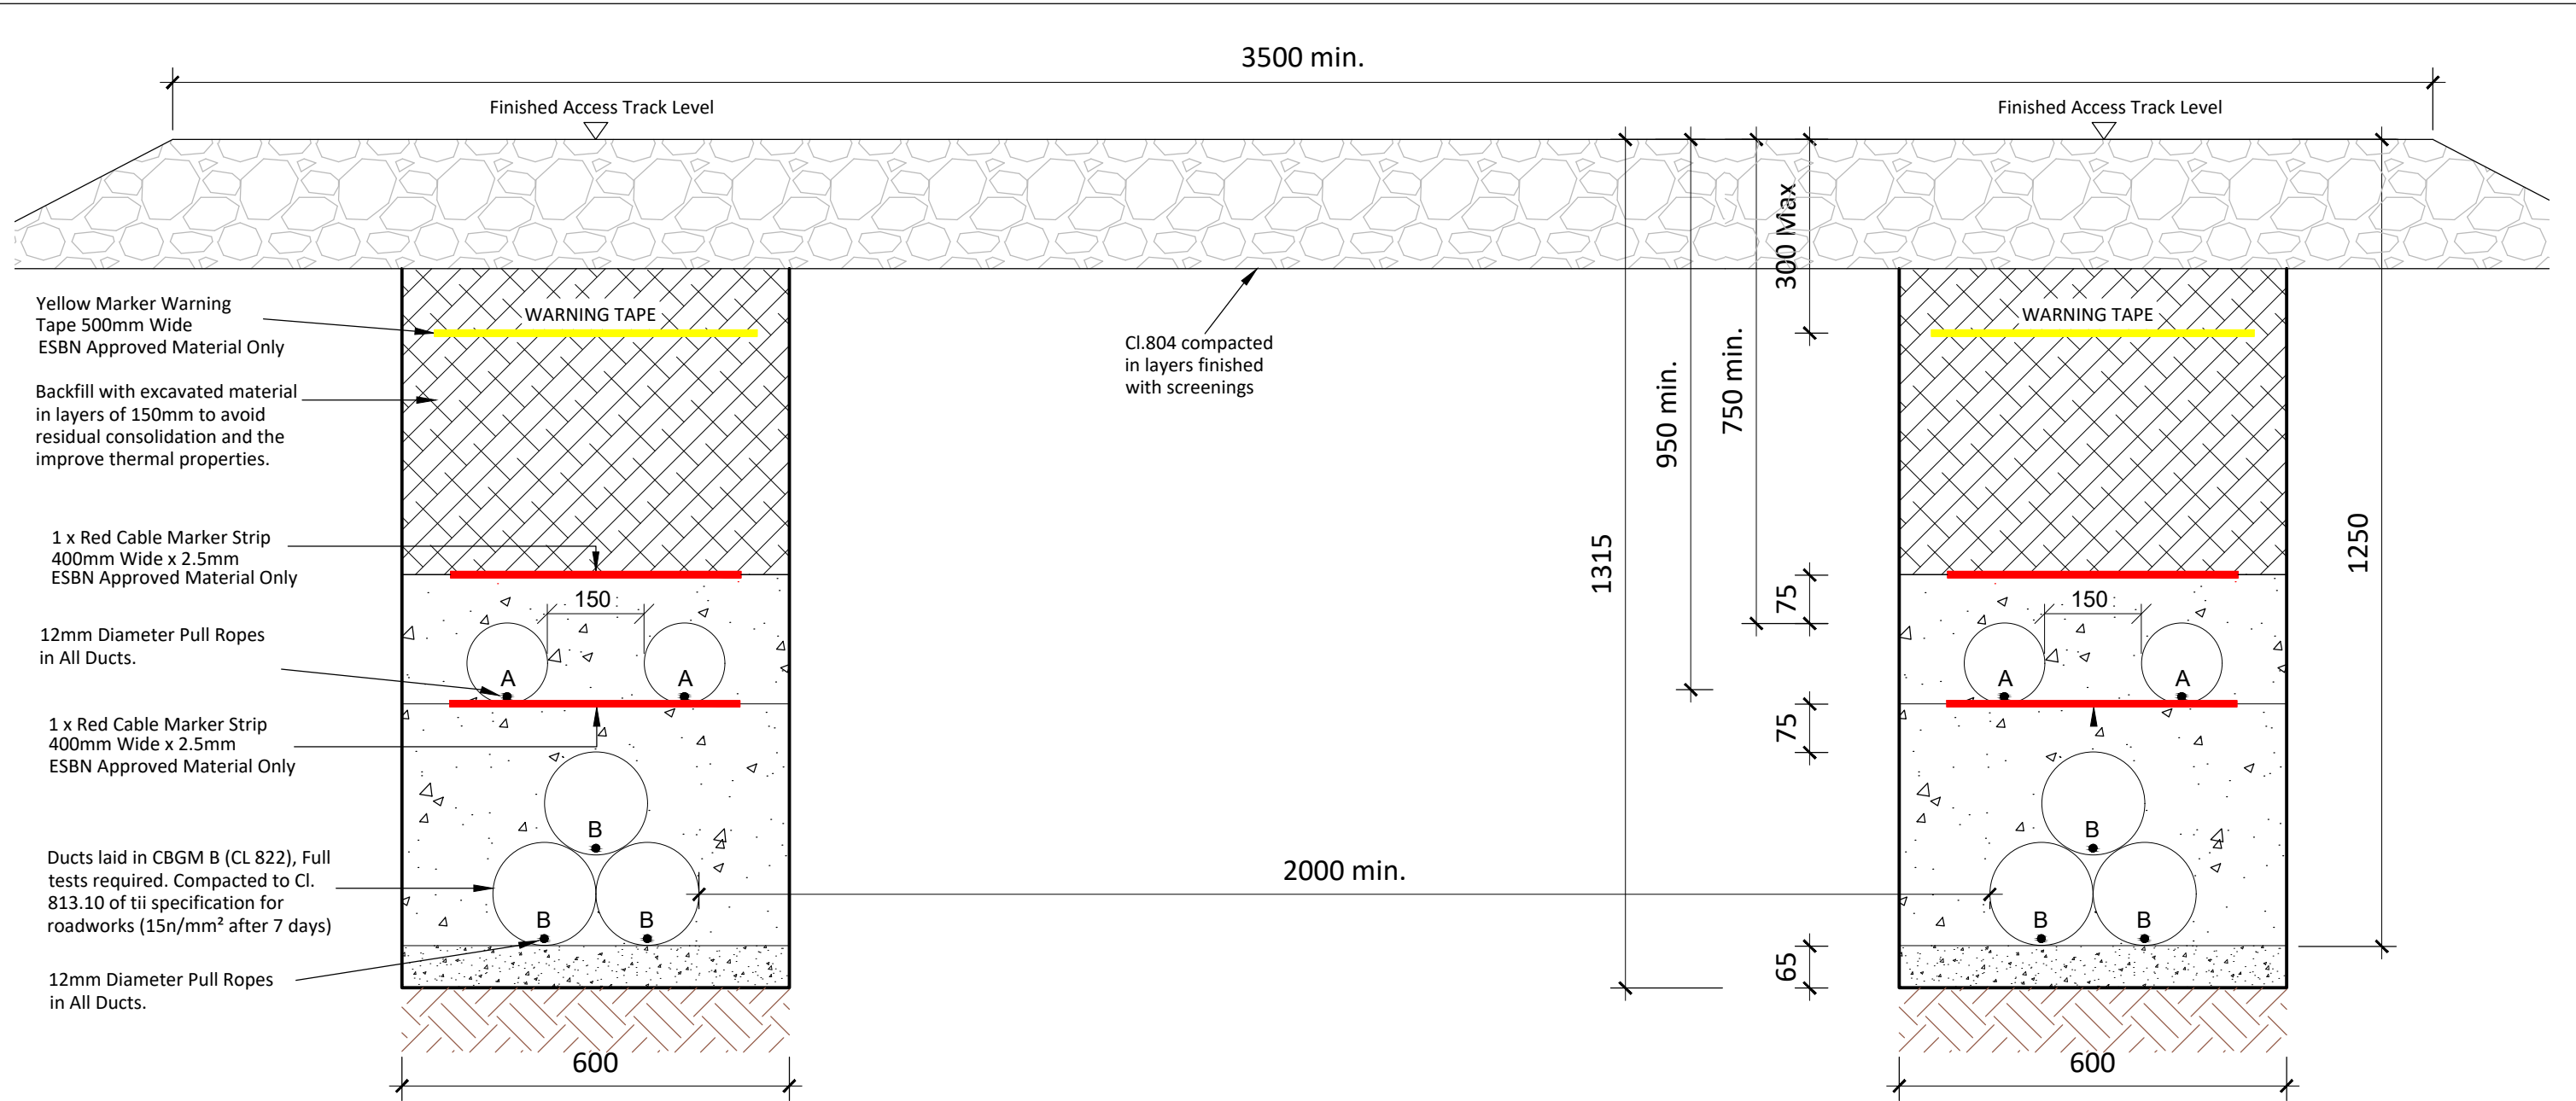 3500 min.
Finished Access Track Level
Finished Access Track Level
300 Max
Yellow Marker Warning
Tape 500mm Wide
ESBN Approved Material Only
WARNING TAPE
WARNING TAPE
Cl.804 compacted
in layers finished
with screenings
950 min.
750 min.
Backfill with excavated material
in layers of 150mm to avoid
residual consolidation and the
improve thermal properties.
1 x Red Cable Marker Strip
400mm Wide x 2.5mm
ESBN Approved Material Only
1315
1250
75
150
150
12mm Diameter Pull Ropes
in All Ducts.
A
A
A
A
1 x Red Cable Marker Strip
400mm Wide x 2.5mm
ESBN Approved Material Only
75
B
B
Ducts laid in CBGM B (CL 822), Full
tests required. Compacted to Cl.
813.10 of tii specification for
roadworks (15n/mm² after 7 days)
2000 min.
B
B
B
B
65
12mm Diameter Pull Ropes
in All Ducts.
600
600